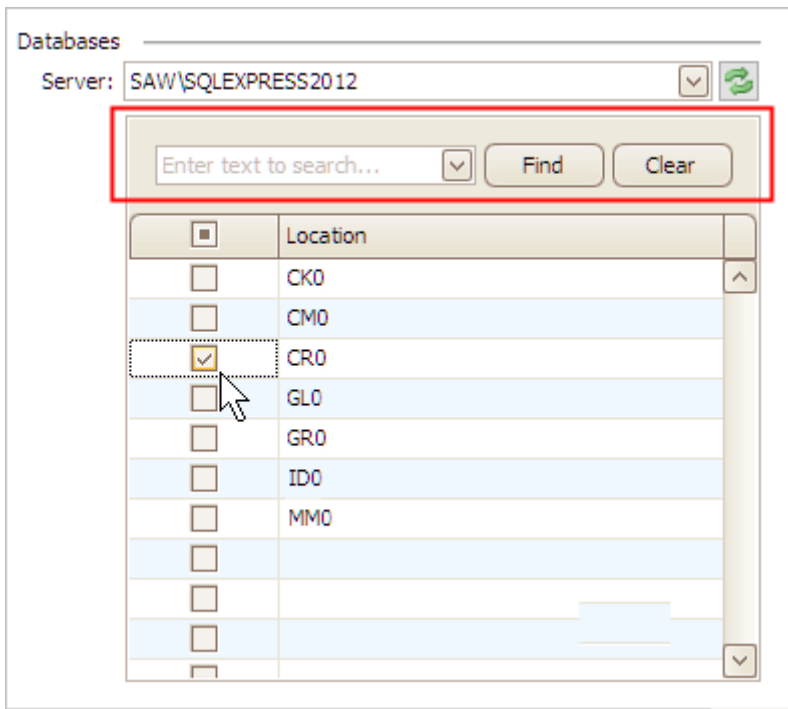 Databases
Server: SAW\SQLEXPRESS2012
Enter text to search... Find Clear
Location
CK0
CM0
CR0
GL0
GR0
ID0
MM0